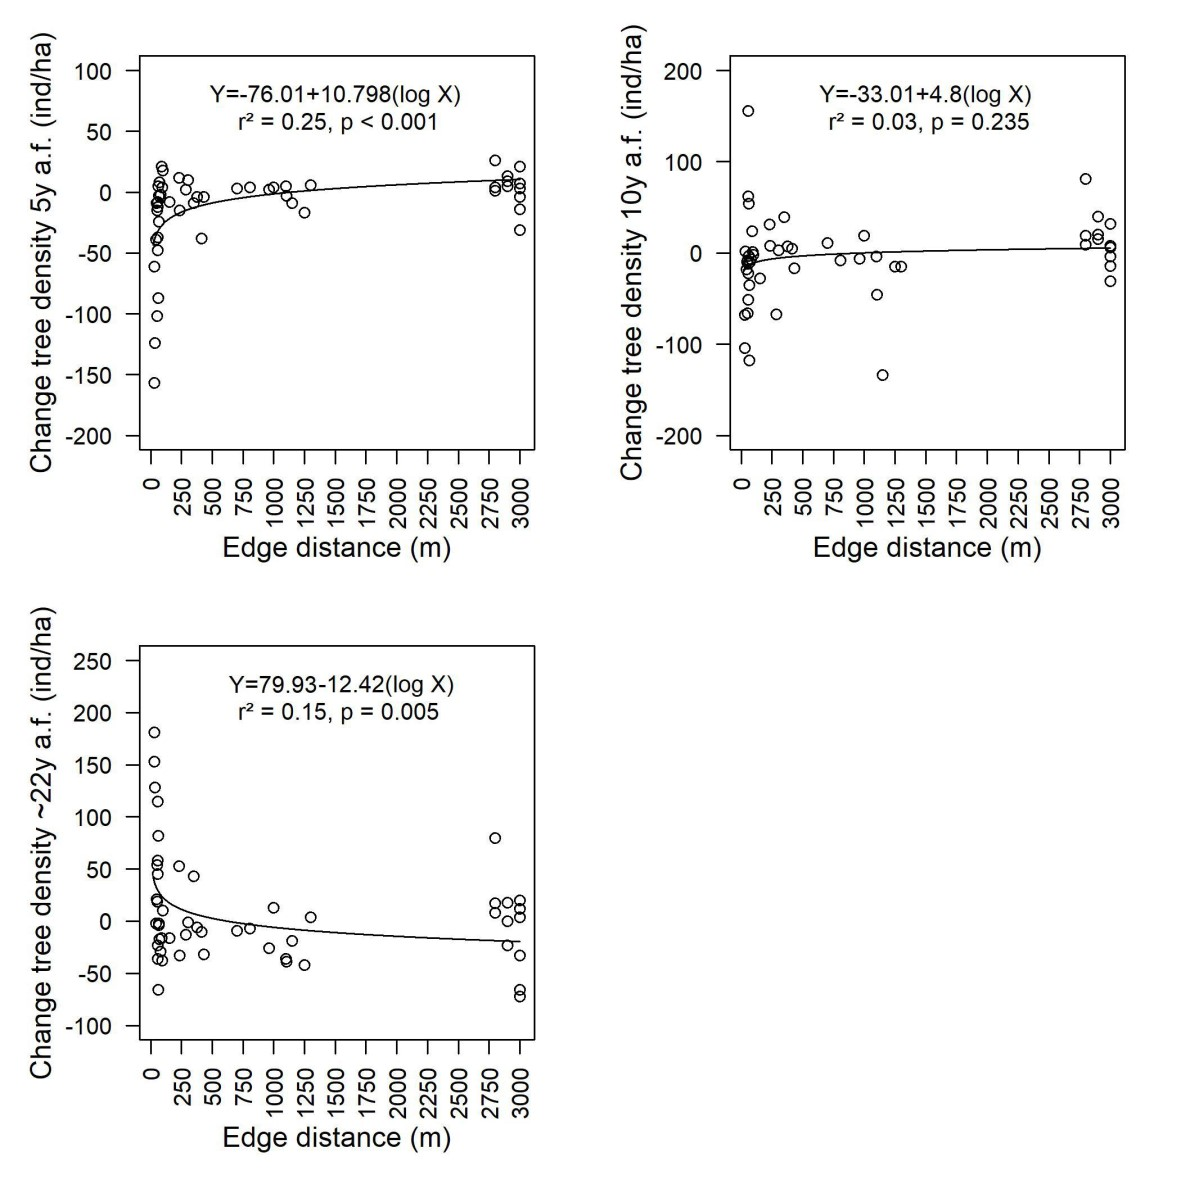 Change tree density 5y a.f. (ind/ha)
100
50
0
-50
-100
-150
-200
Y=-76.01+10.798(log X)
r² = 0.25, p < 0.001
0 250 500 750 1000 1250 1500 1750 2000 2250 2500 2750 3000
Edge distance (m)
Change tree density 10y a.f. (ind/ha)
200
100
0
-100
-200
Y=-33.01+4.8(log X)
r² = 0.03, p = 0.235
0 250 500 750 1000 1250 1500 1750 2000 2250 2500 2750 3000
Edge distance (m)
Change tree density ~22y a.f. (ind/ha)
250
200
150
100
50
0
-50
-100
Y=79.93-12.42(log X)
r² = 0.15, p = 0.005
0 250 500 750 1000 1250 1500 1750 2000 2250 2500 2750 3000
Edge distance (m)